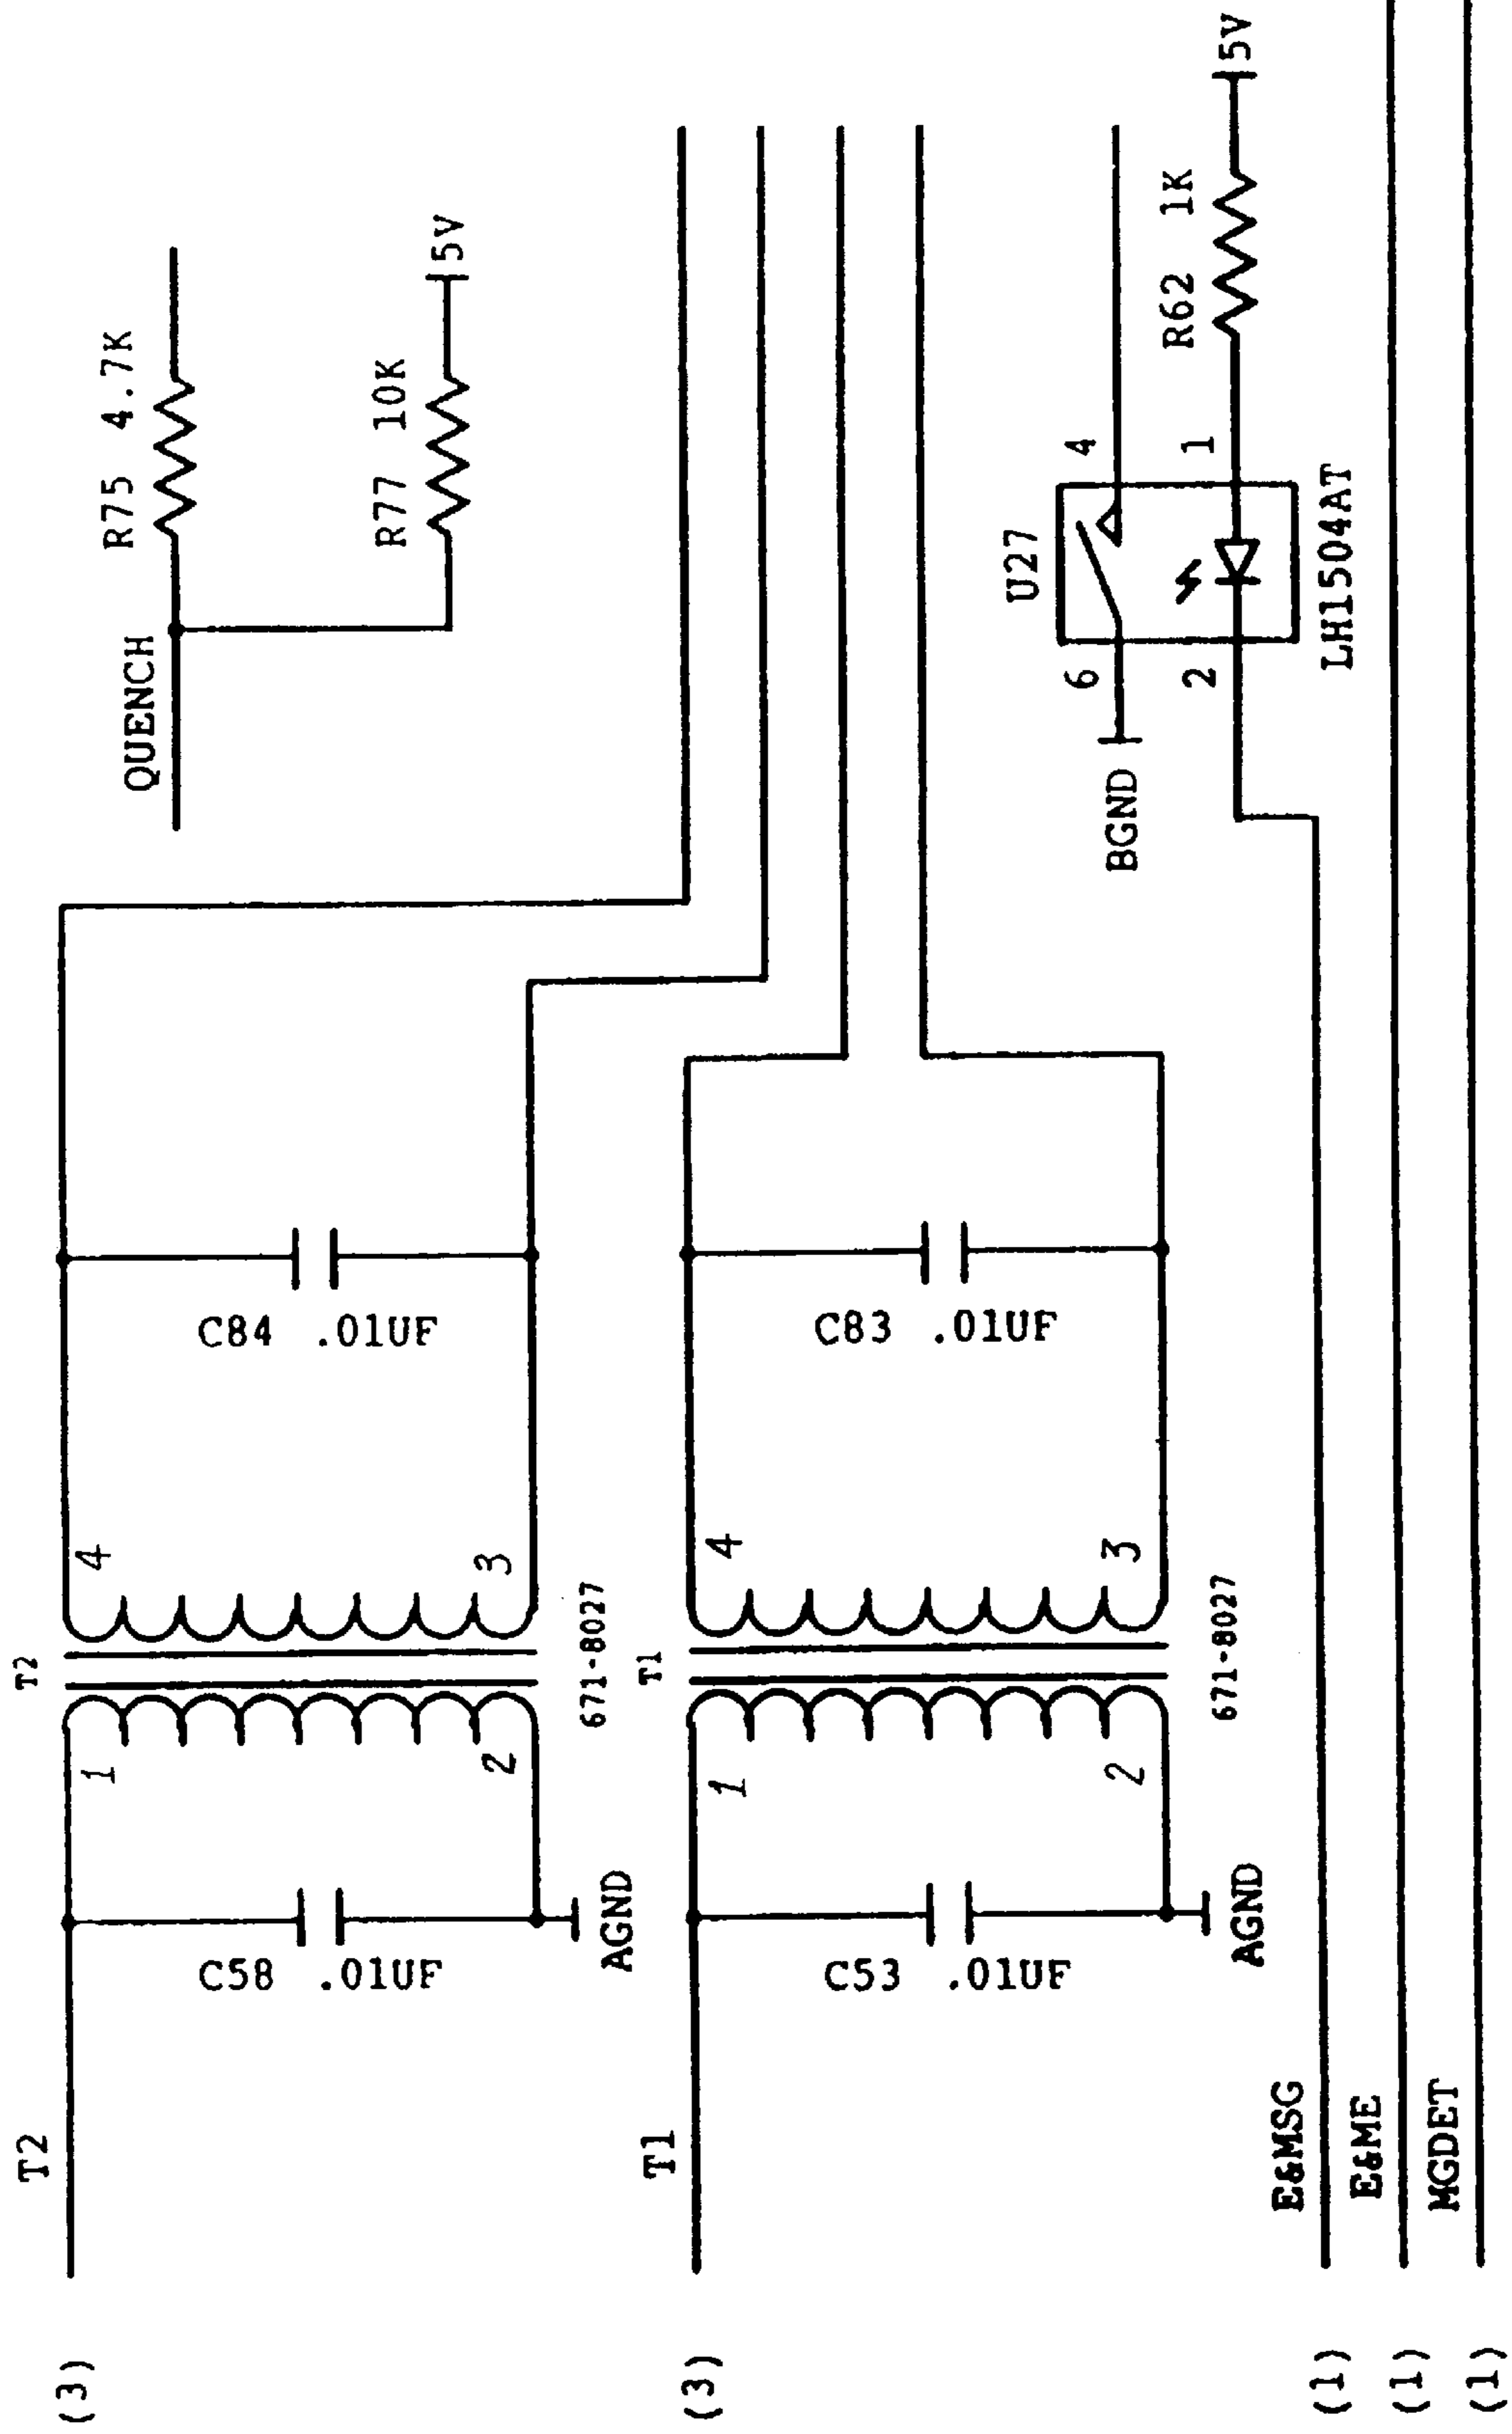 (3)
T2
T2
1
4
C58 .01UF
C84 .01UF
2
3
AGND
671-8027
QUENCH
R75 4.7K
R77 10K
5V
(3)
T1
T1
1
4
C53 .01UF
C83 .01UF
2
3
AGND
671-8027
U27
6
4
BGND
2
1
R62 1K
5V
LH1504AT
(1)
E&MSG
(1)
E&ME
(1)
MGDET